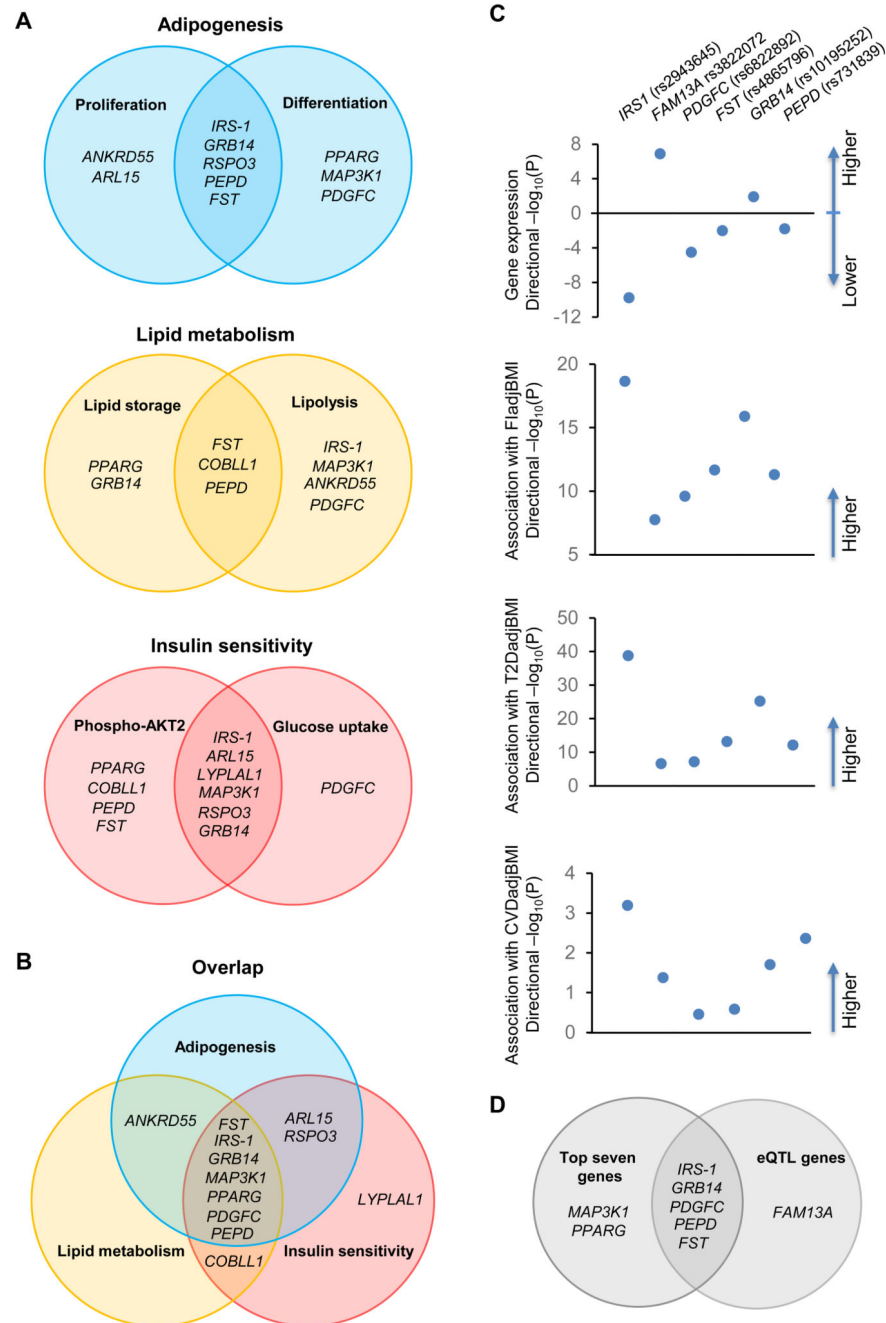 A
Adipogenesis
Proliferation
Differentiation
ANKRD55
ARL15
IRS-1
GRB14
RSPO3
PEPD
FST
PPARG
MAP3K1
PDGFC
Lipid metabolism
Lipid storage
Lipolysis
PPARG
GRB14
FST
COBLL1
PEPD
IRS-1
MAP3K1
ANKRD55
PDGFC
Insulin sensitivity
Phospho-AKT2
Glucose uptake
PPARG
COBLL1
PEPD
FST
IRS-1
ARL15
LYPLAL1
MAP3K1
RSPO3
GRB14
PDGFC
B
Overlap
Adipogenesis
ANKRD55
FST
IRS-1
GRB14
MAP3K1
PPARG
PDGFC
PEPD
ARL15
RSPO3
LYPLAL1
Lipid metabolism
Insulin sensitivity
COBLL1
C
IRS1 (rs2943645)
FAM13A rs3822072
PDGFC (rs6822892)
FST (rs4865796)
GRB14 (rs10195252)
PEPD (rs731839)
Gene expression
Directional –log10(P)
8
4
0
-4
-8
-12
Higher
Lower
Association with FIadjBMI
Directional –log10(P)
20
15
10
5
Higher
Association with T2DadjBMI
Directional –log10(P)
50
40
30
20
10
0
Higher
Association with CVDadjBMI
Directional –log10(P)
4
3
2
1
0
Higher
D
Top seven
genes
eQTL genes
MAP3K1
PPARG
IRS-1
GRB14
PDGFC
PEPD
FST
FAM13A